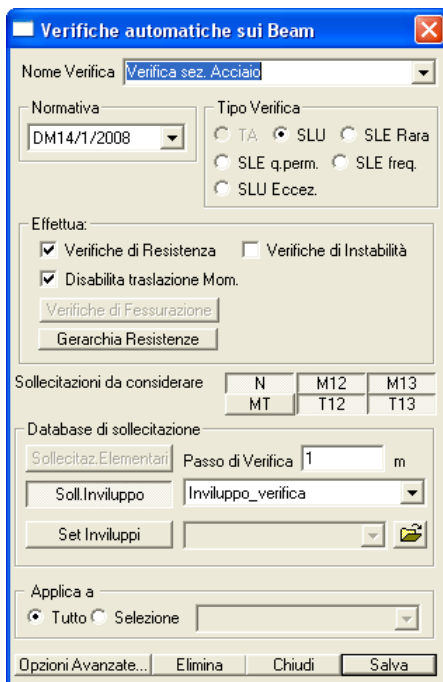 Verifiche automatiche sui Beam
Nome Verifica Verifica sez. Acciaio
Normativa
DM14/1/2008
Tipo Verifica
TA SLU SLE Rara
SLE q.perm. SLE freq.
SLU Eccez.
Effettua:
Verifiche di Resistenza Verifiche di Instabilità
Disabilita traslazione Mom.
Verifiche di Fessurazione
Gerarchia Resistenze
Sollecitazioni da considerare N M12 M13
MT T12 T13
Database di sollecitazione
Sollecitaz.Elementari Passo di Verifica 1 m
Soll.Inviluppo Inviluppo_verifica
Set Inviluppi
Applica a
Tutto Selezione
Opzioni Avanzate... Elimina Chiudi Salva